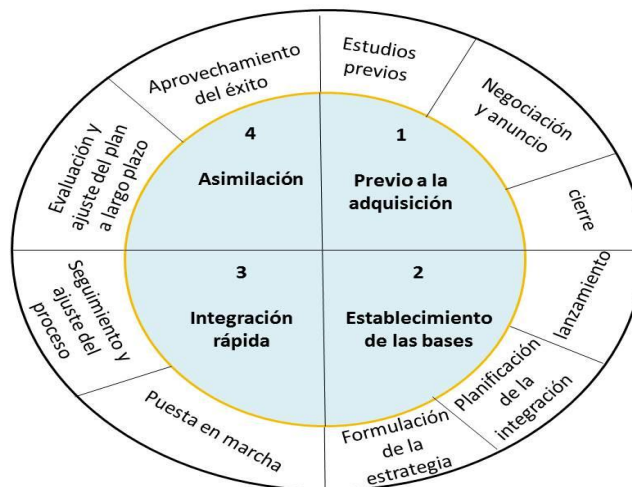 Estudios
previos
Negociación
y anuncio
cierre
lanzamiento
Planificación
de la
integración
Formulación
de la
estrategia
Puesta en marcha
Seguimiento y
ajuste del
proceso
Evaluación y
ajuste del plan
a largo plazo
Aprovechamiento
del éxito
1
Previo a la
adquisición
2
Establecimiento
de las bases
3
Integración
rápida
4
Asimilación